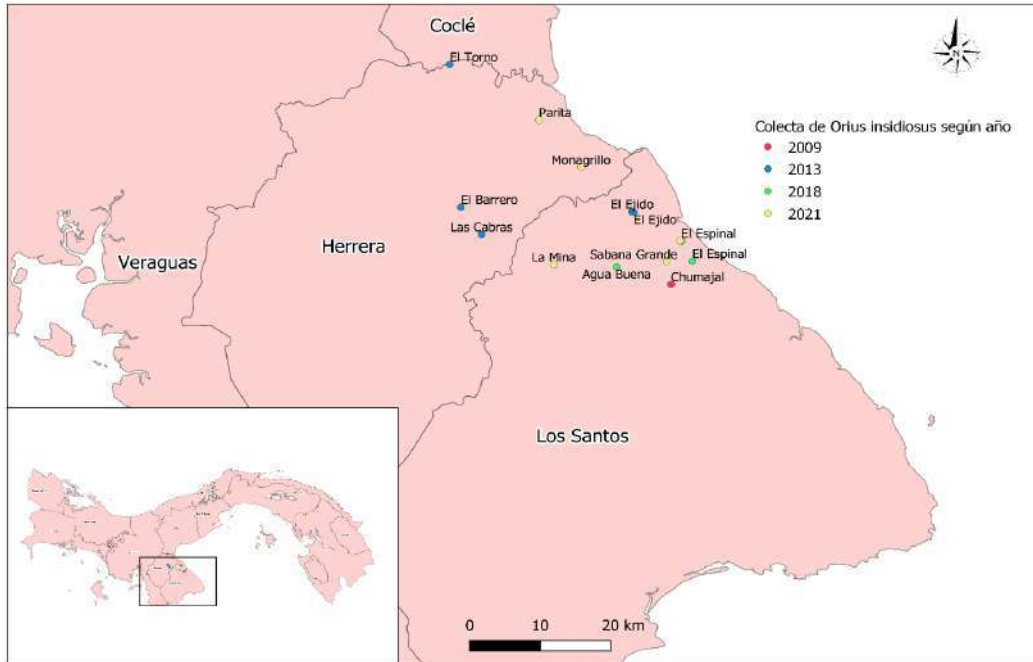 Coclé
El Torno
Parita
Colecta de Orius insidiosus según año
2009
2013
2018
2021
Monagrillo
El Barrero
El Ejido
El Ejido
Las Cabras
El Espinal
Herrera
Veraguas
La Mina
Sabana Grande
El Espinal
Agua Buena
Chumajal
Los Santos
0 10 20 km